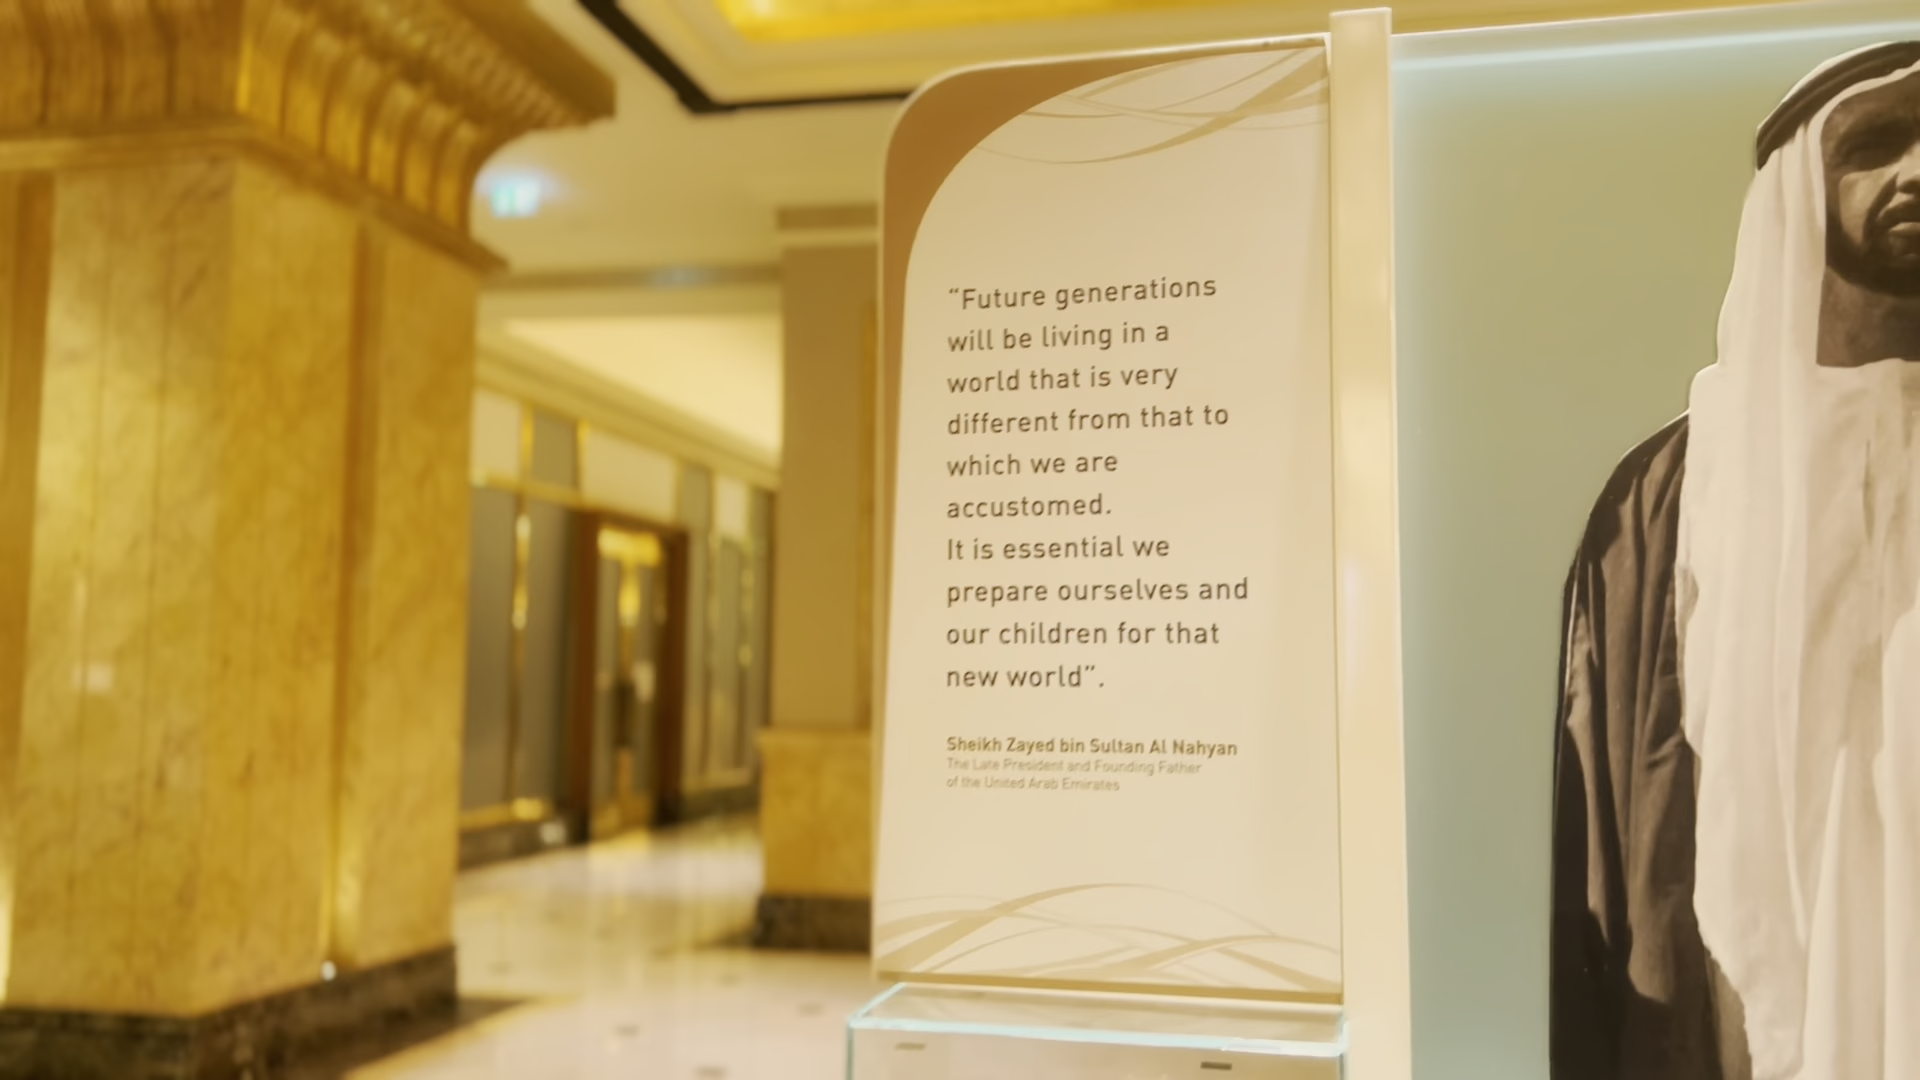 “Future generations
will be living in a
world that is very
different from that to
which we are
accustomed.
It is essential we
prepare ourselves and
our children for that
new world”.
Sheikh Zayed bin Sultan Al Nahyan
The Late President and Founding Father
of the United Arab Emirates